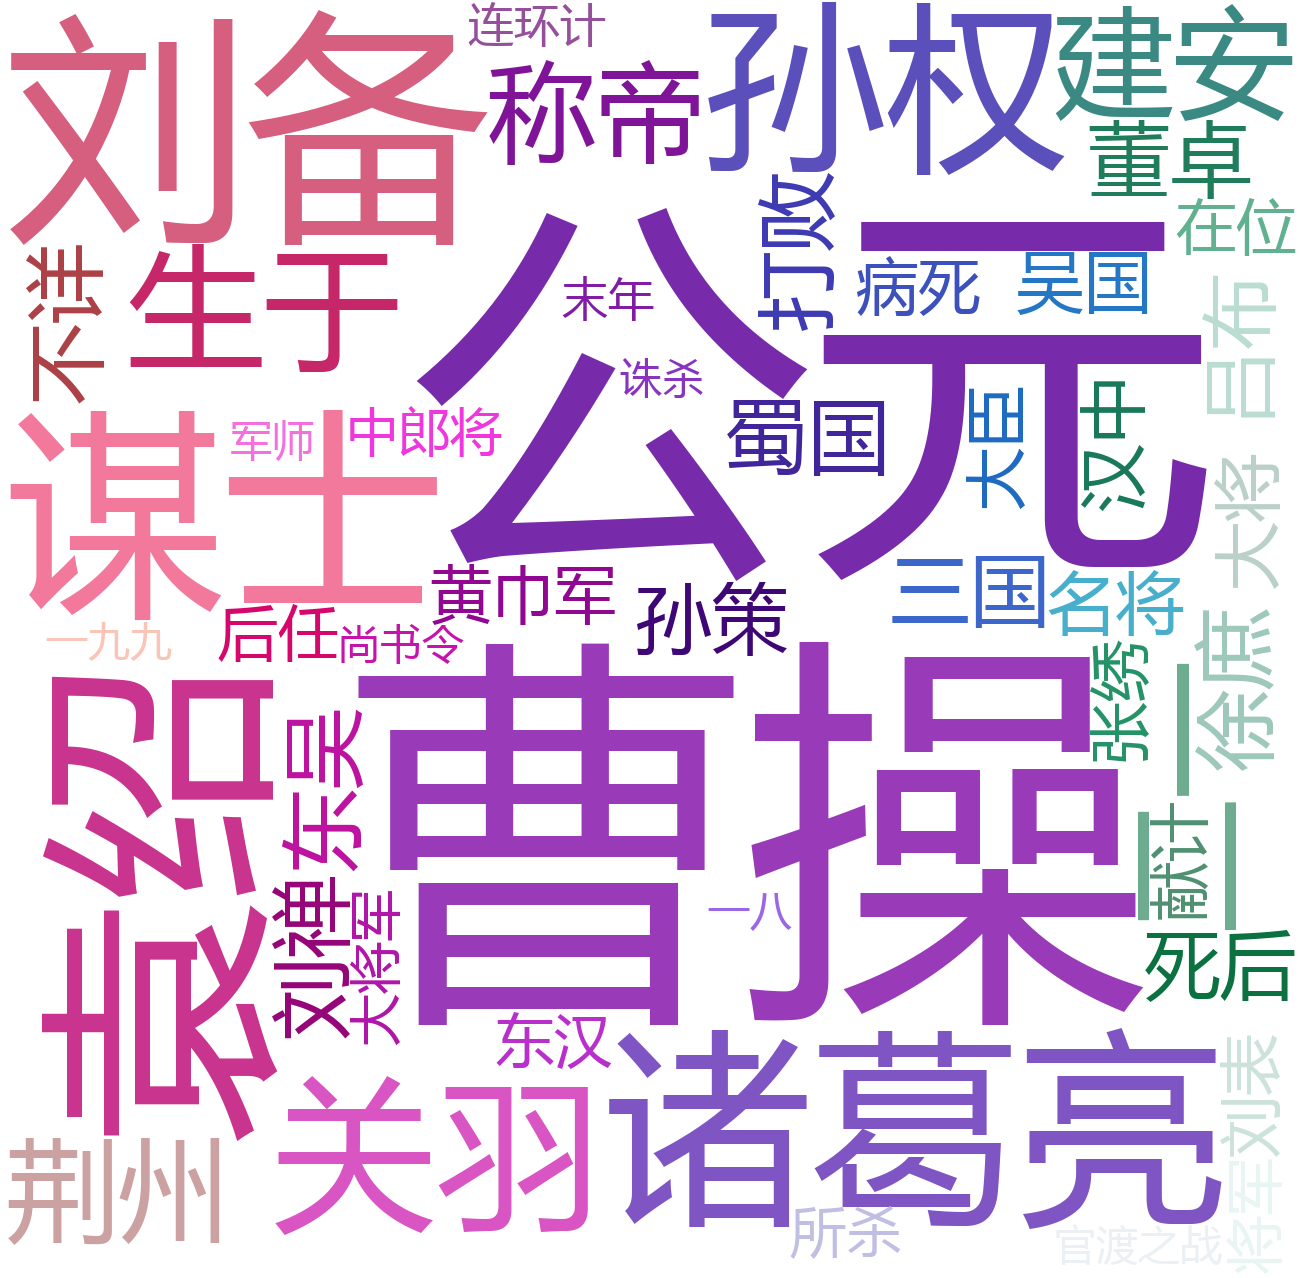 连环计
刘备
孙权
建安
称帝
董卓
在位
不详
生于
打败
公元
末年
病死
吴国
吕布
诛杀
谋士
军师
中郎将
蜀国
大臣
汉中
大将
黄巾军
孙策
三国
名将
后任
尚书令
一九九
徐庶
张绣
袁绍
东吴
曹操
一
二
献计
刘禅
大将军
一八
死后
东汉
关羽
诸葛亮
刘表
荆州
所杀
官渡之战
将军